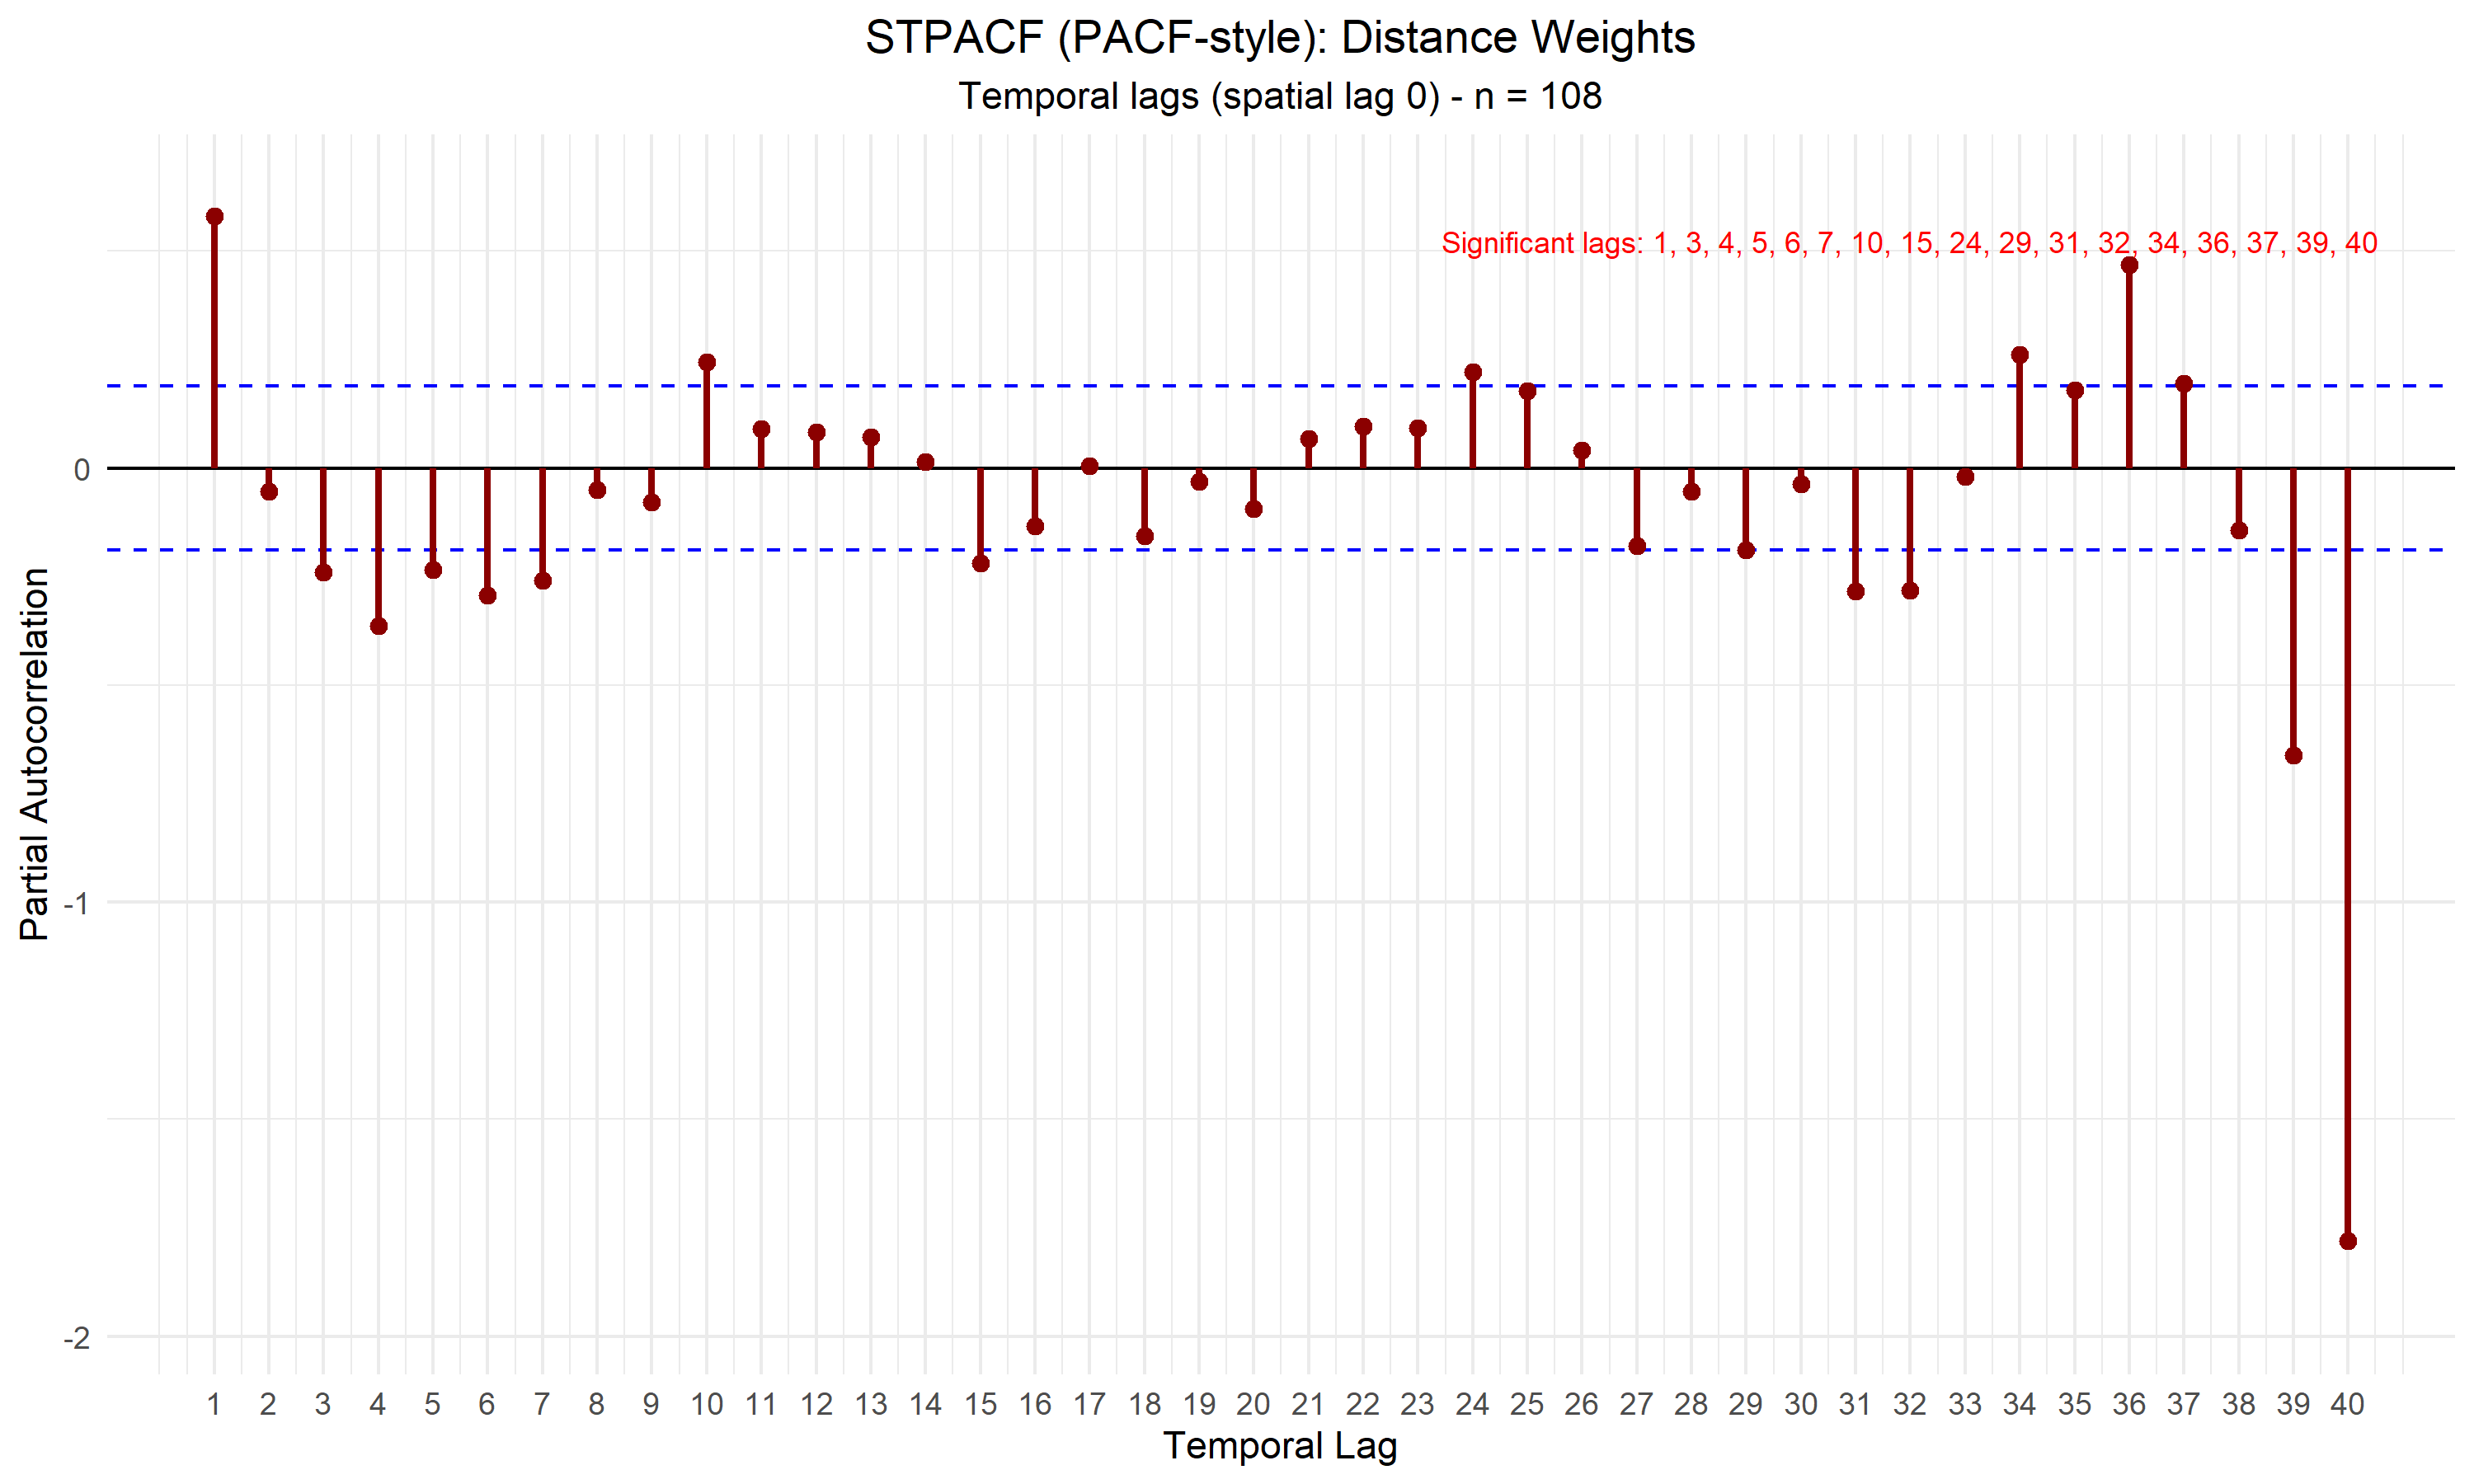 STPACF (PACF-style): Distance Weights
Temporal lags (spatial lag 0) - n = 108
Significant lags: 1, 3, 4, 5, 6, 7, 10, 15, 24, 29, 31, 32, 34, 36, 37, 39, 40
0
-1
-2
Partial Autocorrelation
1 2 3 4 5 6 7 8 9 10 11 12 13 14 15 16 17 18 19 20 21 22 23 24 25 26 27 28 29 30 31 32 33 34 35 36 37 38 39 40
Temporal Lag